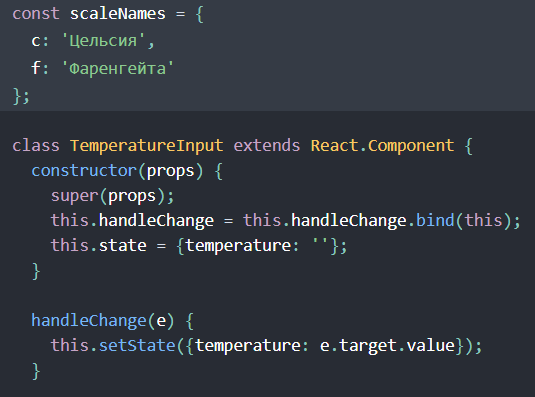 const scaleNames = {
  c: 'Цельсия',
  f: 'Фаренгейта'
};

class TemperatureInput extends React.Component {
  constructor(props) {
    super(props);
    this.handleChange = this.handleChange.bind(this);
    this.state = {temperature: ''};
  }

  handleChange(e) {
    this.setState({temperature: e.target.value});
  }